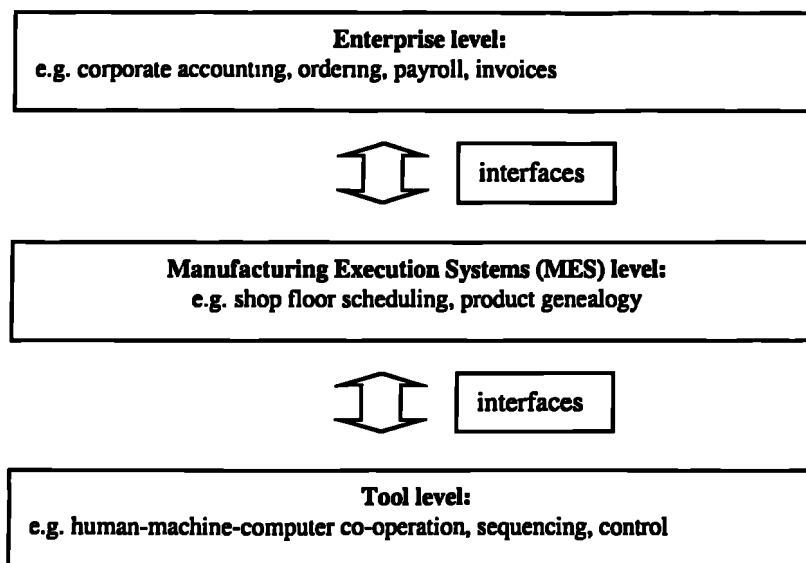 Enterprise level:
e.g. corporate accounting, ordering, payroll, invoices
interfaces
Manufacturing Execution Systems (MES) level:
e.g. shop floor scheduling, product genealogy
interfaces
Tool level:
e.g. human-machine-computer co-operation, sequencing, control